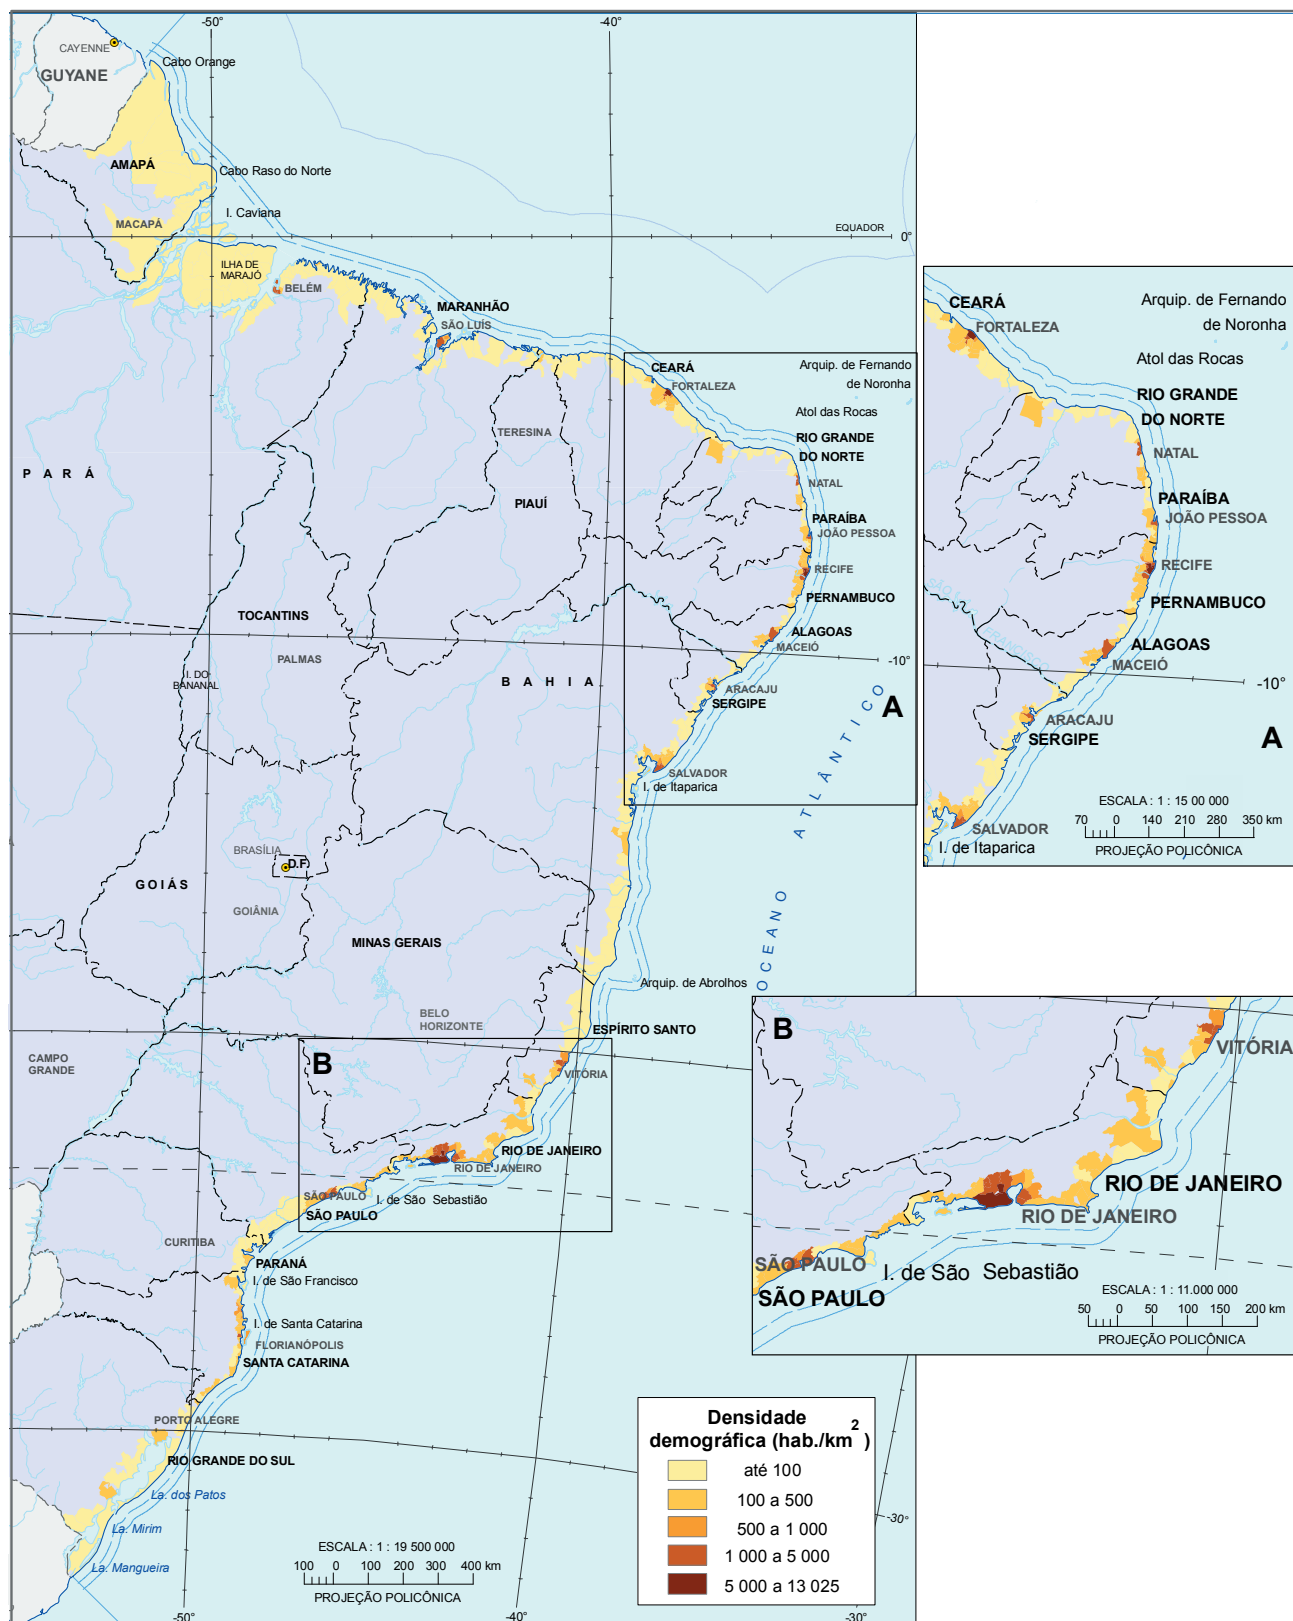 -50°
-40°
CAYENNE
GUYANE
Cabo Orange
AMAPÁ
Cabo Raso do Norte
I. Caviana
MACAPÁ
EQUADOR
0°
ILHA DE
MARAJÓ
BELÉM
MARANHÃO
SÃO LUÍS
CEARÁ
FORTALEZA
Arquip. de Fernando
de Noronha
Atol das Rocas
TERESINA
RIO GRANDE
DO NORTE
P A R Á
NATAL
PIAUÍ
PARAÍBA
JOÃO PESSOA
RECIFE
PERNAMBUCO
TOCANTINS
ALAGOAS
MACEIÓ
PALMAS
-10°
I. DO
BANANAL
B A H I A
ARACAJU
SERGIPE
A
SALVADOR
I. de Itaparica
OCEANO ATLÂNTICO
BRASÍLIA
D.F.
GOIÁS
GOIÂNIA
MINAS GERAIS
Arquip. de Abrolhos
BELO
HORIZONTE
ESPÍRITO SANTO
CAMPO
GRANDE
B
VITÓRIA
RIO DE JANEIRO
RIO DE JANEIRO
SÃO PAULO
I. de São Sebastião
SÃO PAULO
CURITIBA
PARANÁ
I. de São Francisco
I. de Santa Catarina
FLORIANÓPOLIS
SANTA CATARINA
PORTO ALEGRE
RIO GRANDE DO SUL
La. dos Patos
La. Mirim
La. Mangueira
-30°
ESCALA : 1 : 19 500 000
100 0 100 200 300 400 km
PROJEÇÃO POLICÔNICA
-50°
-40°
-30°
CEARÁ
FORTALEZA
Arquip. de Fernando
de Noronha
Atol das Rocas
RIO GRANDE
DO NORTE
NATAL
PARAÍBA
JOÃO PESSOA
RECIFE
PERNAMBUCO
SÃO
FRANCISCO
ALAGOAS
MACEIÓ
-10°
ARACAJU
SERGIPE
A
ESCALA : 1 : 15 00 000
70 0 140 210 280 350 km
PROJEÇÃO POLICÔNICA
SALVADOR
I. de Itaparica
B
VITÓRIA
RIO DE JANEIRO
RIO DE JANEIRO
SÃO PAULO
I. de São Sebastião
SÃO PAULO
ESCALA : 1 : 11.000 000
50 0 50 100 150 200 km
PROJEÇÃO POLICÔNICA
Densidade
demográfica (hab./km²)
até 100
100 a 500
500 a 1 000
1 000 a 5 000
5 000 a 13 025